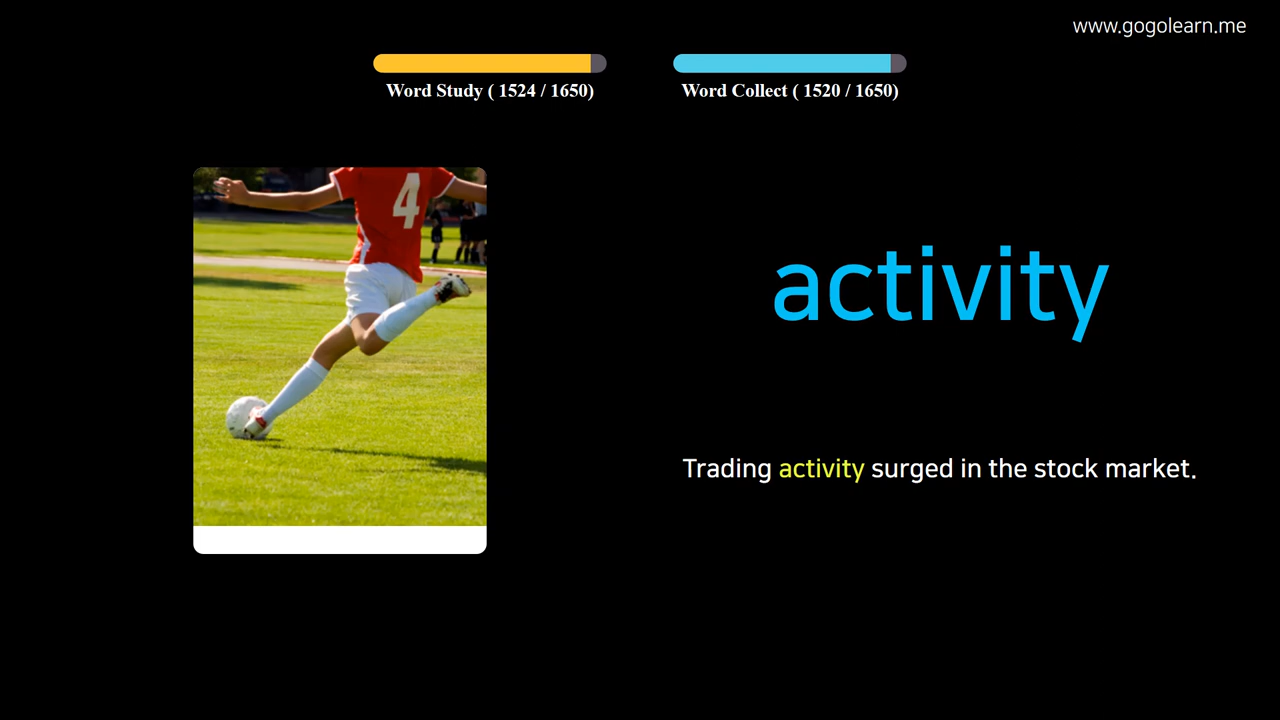 www.gogolearn.me
Word Study ( 1524 / 1650)
Word Collect ( 1520 / 1650)
4
activity
Trading activity surged in the stock market.